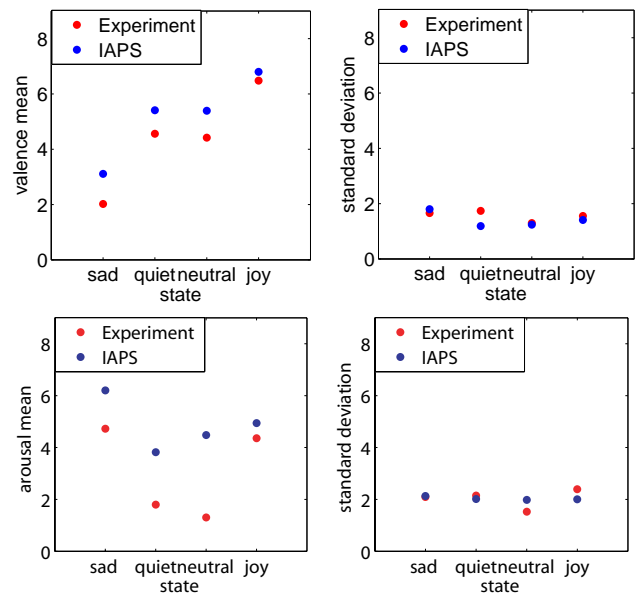 valence mean
8
6
4
2
0
Experiment
IAPS
sad quiet neutral joy
state
standard deviation
8
6
4
2
0
Experiment
IAPS
sad quiet neutral joy
state
arousal mean
8
6
4
2
0
Experiment
IAPS
sad quiet neutral joy
state
standard deviation
8
6
4
2
0
Experiment
IAPS
sad quiet neutral joy
state